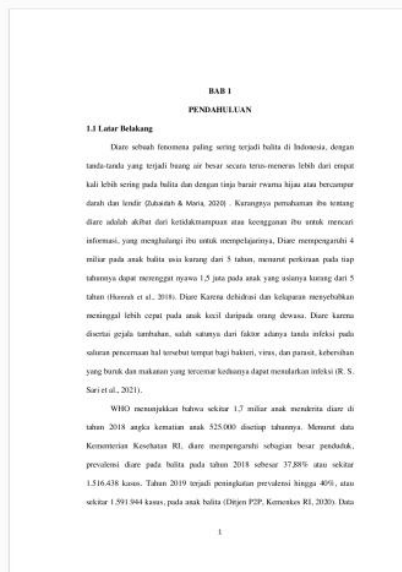 BAB 1
PENDAHULUAN
1.1 Latar Belakang
Diare sebuah fenomena paling sering terjadi balita di Indonesia, dengan
tanda-tanda yang terjadi buang air besar secara terus-menerus lebih dari empat
kali lebih sering pada balita dan dengan tinja barair rwarna hijau atau bercampur
darah dan lendir (Zubaidah & Maria, 2020) . Kurangnya pemahaman ibu tentang
diare adalah akibat dari ketidakmampuan atau keengganan ibu untuk mencari
informasi, yang menghalangi ibu untuk mempelajarinya, Diare mempengaruhi 4
miliar pada anak balita usia kurang dari 5 tahun, menurut perkiraan pada tiap
tahunnya dapat merenggut nyawa 1,5 juta pada anak yang usianya kurang dari 5
tahun (Hamrah et al., 2018). Diare Karena dehidrasi dan kelaparan menyebabkan
meninggal lebih cepat pada anak kecil daripada orang dewasa. Diare karena
disertai gejala tambahan, salah satunya dari faktor adanya tanda infeksi pada
saluran pencernaan hal tersebut tempat bagi bakteri, virus, dan parasit, kebersihan
yang buruk dan makanan yang tercemar keduanya dapat menularkan infeksi (R. S.
Sari et al., 2021).
WHO menunjukkan bahwa sekitar 1,7 miliar anak menderita diare di
tahun 2018 angka kematian anak 525.000 disetiap tahunnya. Menurut data
Kementerian Kesehatan RI, diare mempengaruhi sebagian besar penduduk,
prevalensi diare pada balita pada tahun 2018 sebesar 37,88% atau sekitar
1.516.438 kasus. Tahun 2019 terjadi peningkatan prevalensi hingga 40%, atau
sekitar 1.591.944 kasus, pada anak balita (Ditjen P2P, Kemenkes RI, 2020). Data
1